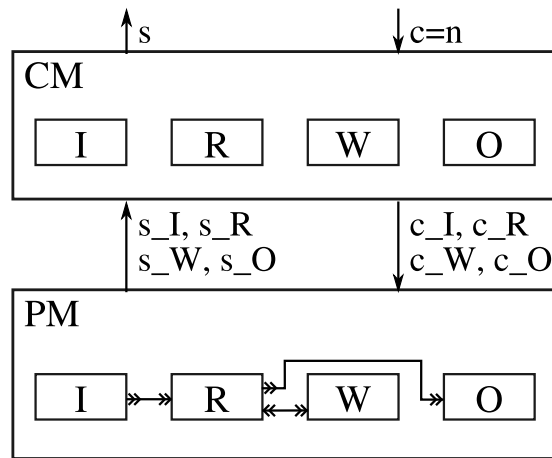 s
c=n
CM
I
R
W
O
s_I, s_R
s_W, s_O
c_I, c_R
c_W, c_O
PM
I
R
W
O